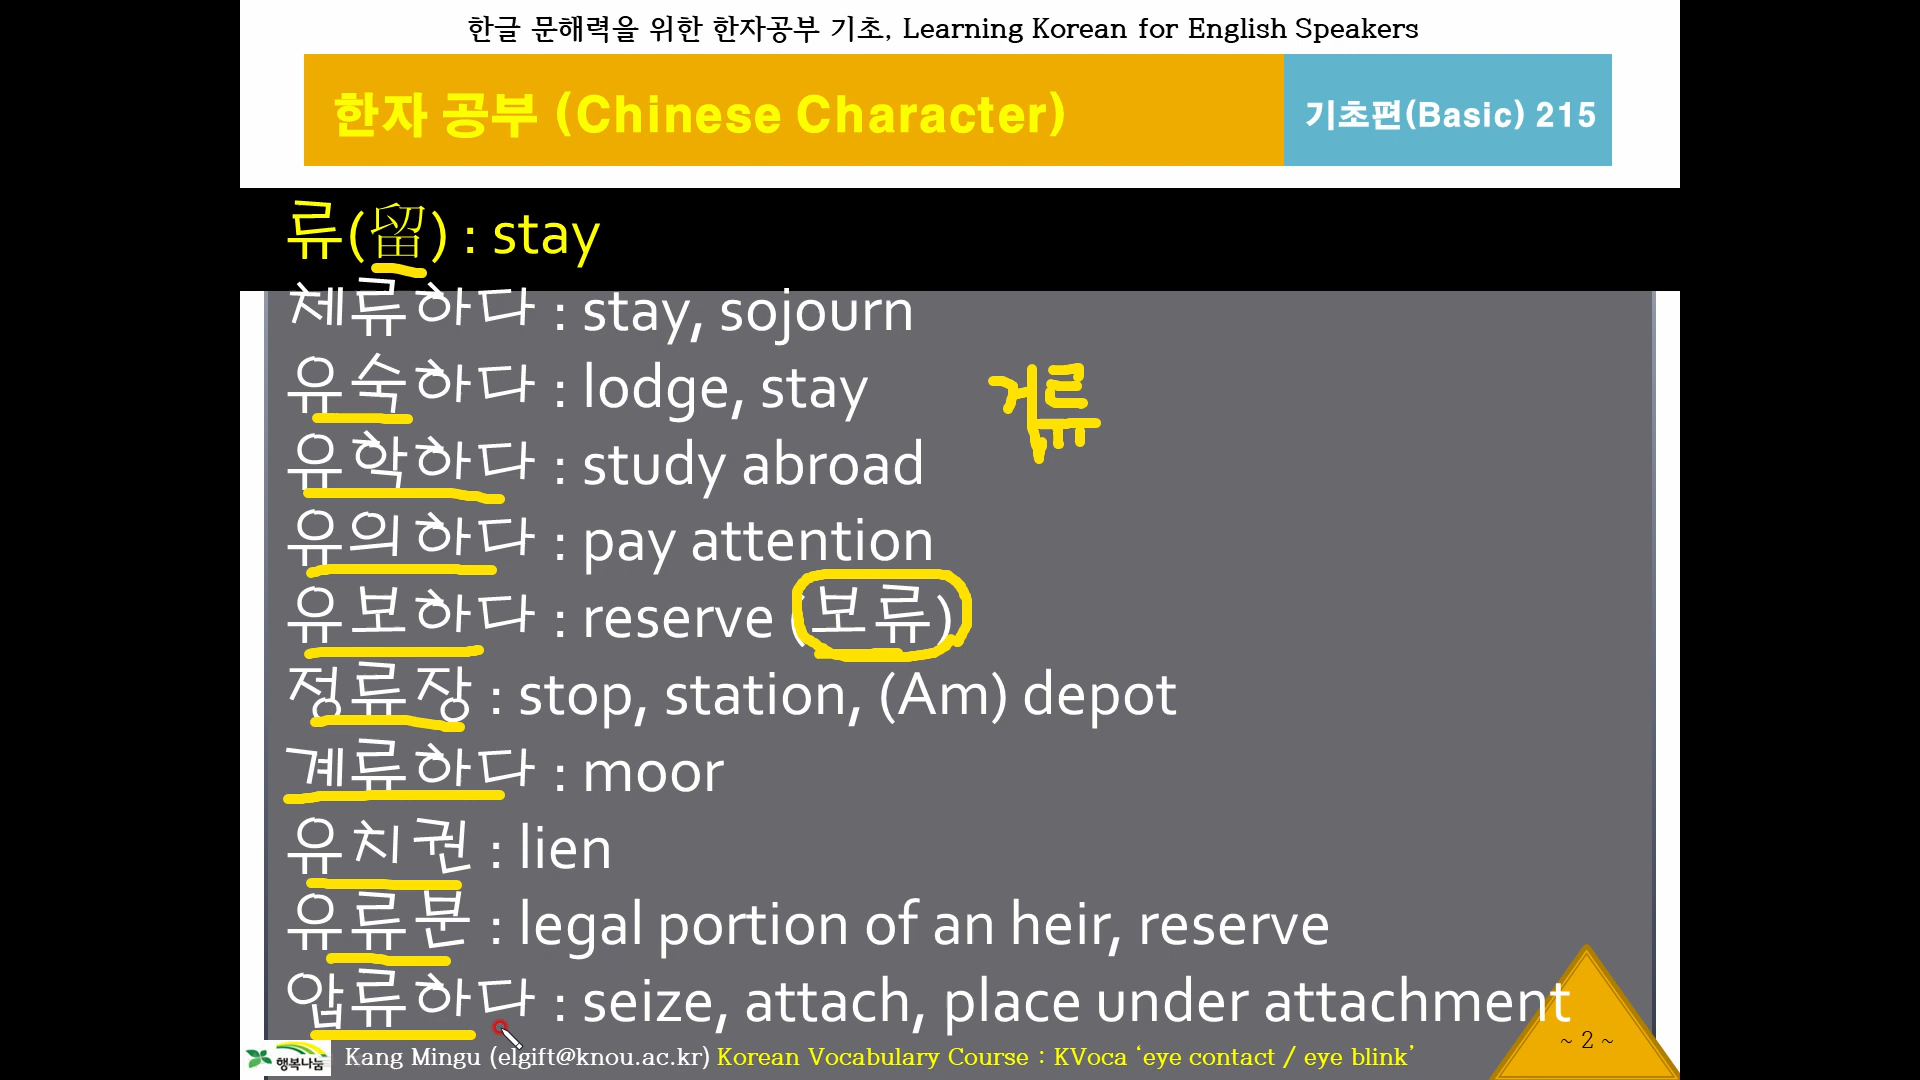 한글 문해력을 위한 한자공부 기초, Learning Korean for English Speakers
한자 공부 (Chinese Character)
기초편(Basic) 215
류(留) : stay
체류하다 : stay, sojourn
유숙하다 : lodge, stay
거류
유학하다 : study abroad
유의하다 : pay attention
유보하다 : reserve (보류)
정류장 : stop, station, (Am) depot
계류하다 : moor
유치권 : lien
유류분 : legal portion of an heir, reserve
압류하다 : seize, attach, place under attachment
~ 2 ~
행복나눔
Kang Mingu (elgift@knou.ac.kr) Korean Vocabulary Course : KVoca ‘eye contact / eye blink’